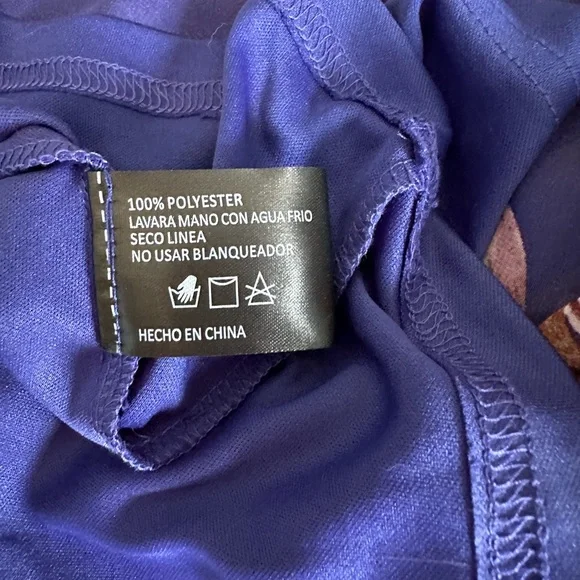 100% POLYESTER
LAVARA MANO CON AGUA FRIO
SECO LINEA
NO USAR BLANQUEADOR
HECHO EN CHINA